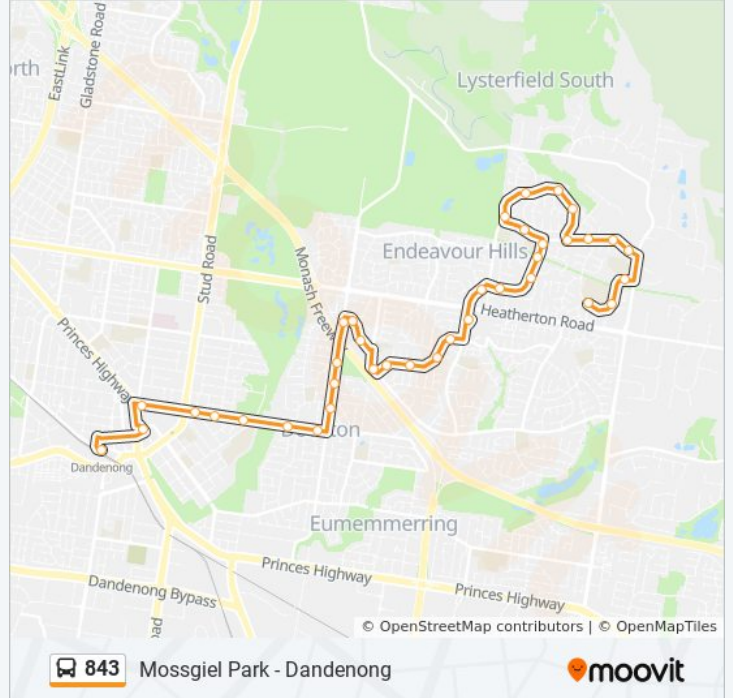 EastLink
Gladstone Road
orth
Lysterfield South
Stud Road
Monash Freew
Endeavour Hills
Heatherton Road
Princes Highway
Dandenong
Eumemmerring
Princes Highway
Princes Highway
Dandenong Bypass
oad
© OpenStreetMap contributors | © OpenMapTiles
843 Mossgiel Park - Dandenong
moovit